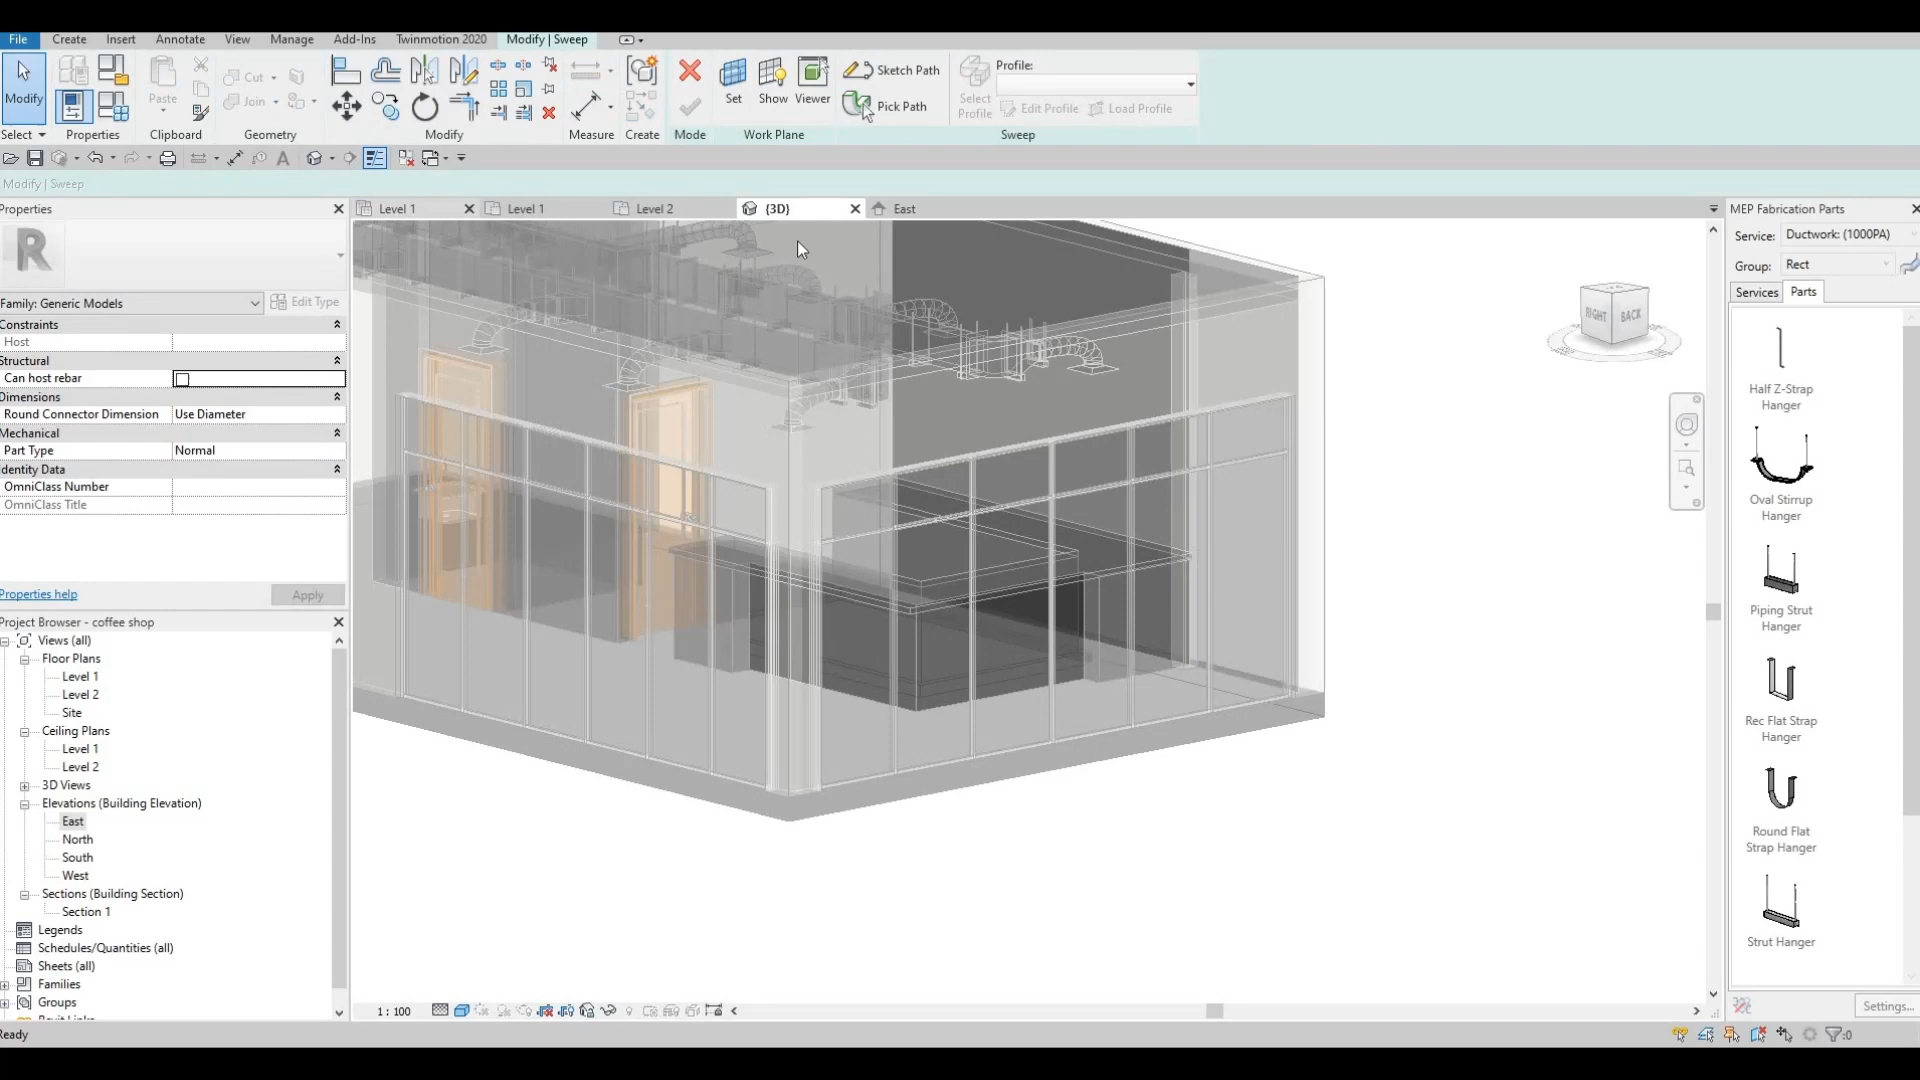 File Create Insert Annotate View Manage Add-Ins Twinmotion 2020 Modify | Sweep
Modify
Select
Properties
Paste
Clipboard
Cut
Join
Geometry
Modify
Measure
Create
Mode
Set Show Viewer
Work Plane
Sketch Path
Pick Path
Select Profile
Profile:
Edit Profile Load Profile
Sweep
Modify | Sweep
Properties
Family: Generic Models
Edit Type
Constraints
Host
Structural
Can host rebar
Dimensions
Round Connector Dimension Use Diameter
Mechanical
Part Type Normal
Identity Data
OmniClass Number
OmniClass Title
Properties help
Apply
Project Browser - coffee shop
Views (all)
Floor Plans
Level 1
Level 2
Site
Ceiling Plans
Level 1
Level 2
3D Views
Elevations (Building Elevation)
East
North
South
West
Sections (Building Section)
Section 1
Legends
Schedules/Quantities (all)
Sheets (all)
Families
Groups
Ready
Level 1 Level 1 Level 2 {3D} East
RIGHT BACK
1 : 100
MEP Fabrication Parts
Service: Ductwork: (1000PA)
Group: Rect
Services Parts
Half Z-Strap
Hanger
Oval Stirrup
Hanger
Piping Strut
Hanger
Rec Flat Strap
Hanger
Round Flat
Strap Hanger
Strut Hanger
Settings...
:0